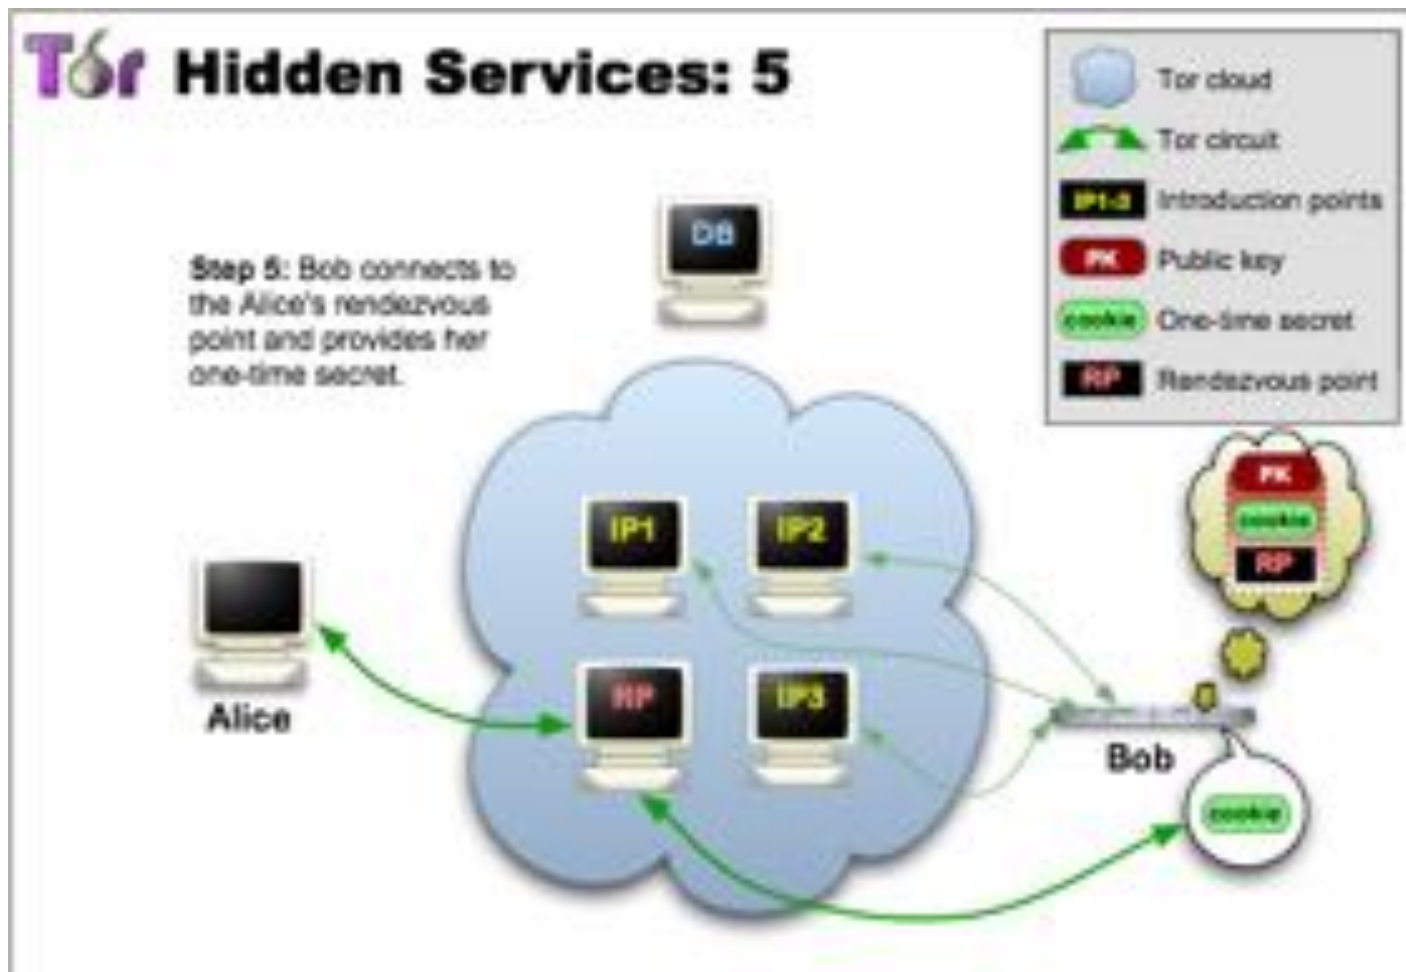 Tor Hidden Services: 5
Tor cloud
Tor circuit
IP1-3 Introduction points
PK Public key
cookie One-time secret
RP Rendezvous point
Step 5: Bob connects to
the Alice's rendezvous
point and provides her
one-time secret.
DB
PK
cookie
RP
IP1 IP2
RP IP3
Alice
Bob
cookie